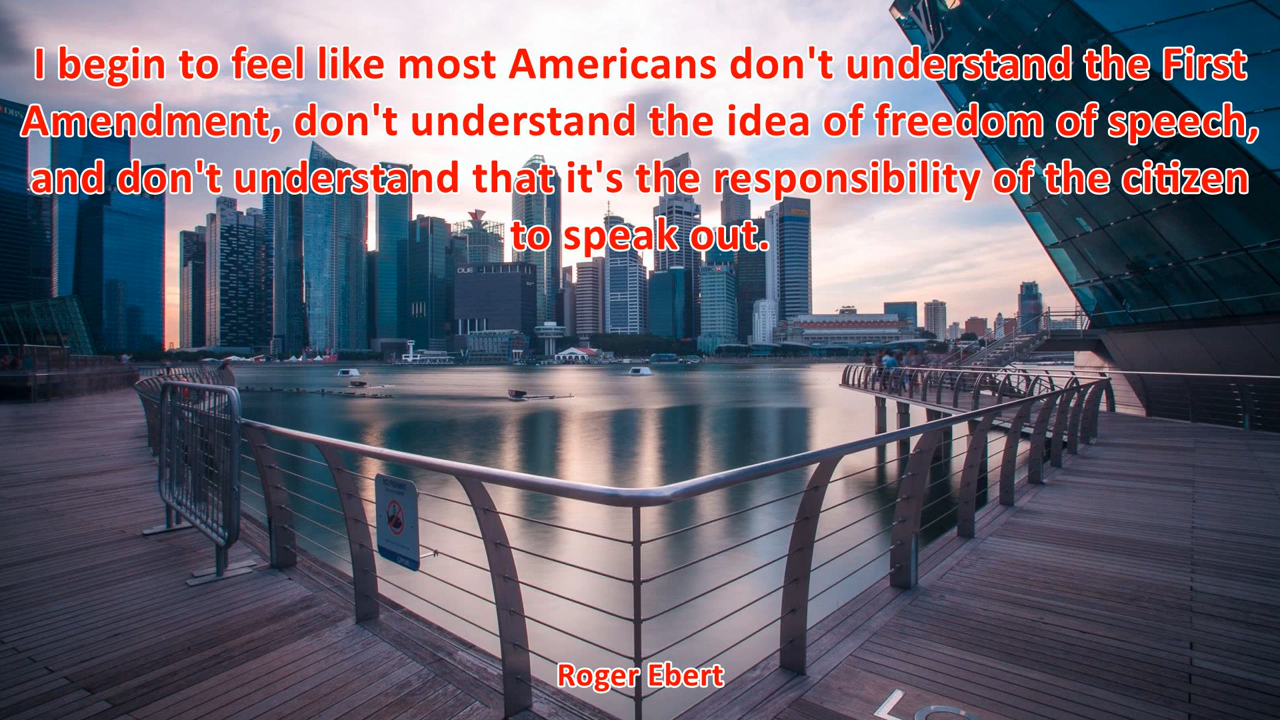 I begin to feel like most Americans don't understand the First
Amendment, don't understand the idea of freedom of speech,
and don't understand that it's the responsibility of the citizen
to speak out.
OUE
Roger Ebert